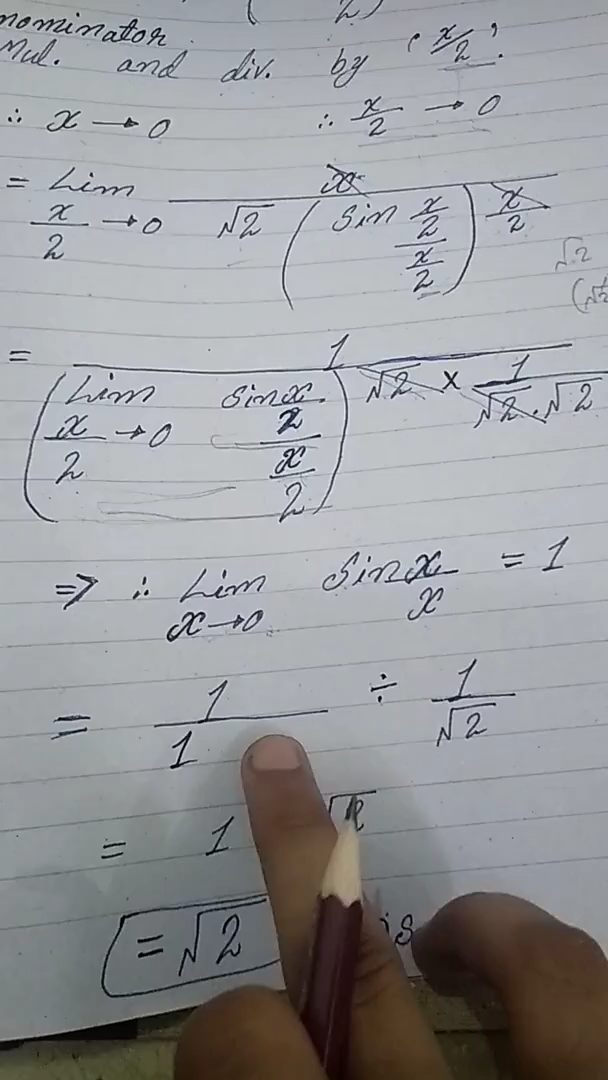 nominator
Mul. and div. by ' x/2 '.
∴ x → 0 ∴ x/2 → 0
= Lim x/2 → 0 x / √2 ( Sin x/2 / x/2 ) x/2
√2
= 1 / ( Lim x/2 → 0 Sin x/2 / x/2 ) √2 × 1/√2.√2
=> ∴ Lim x → 0 Sin x / x = 1
= 1/1 ÷ 1/√2
= 1
= √2 is